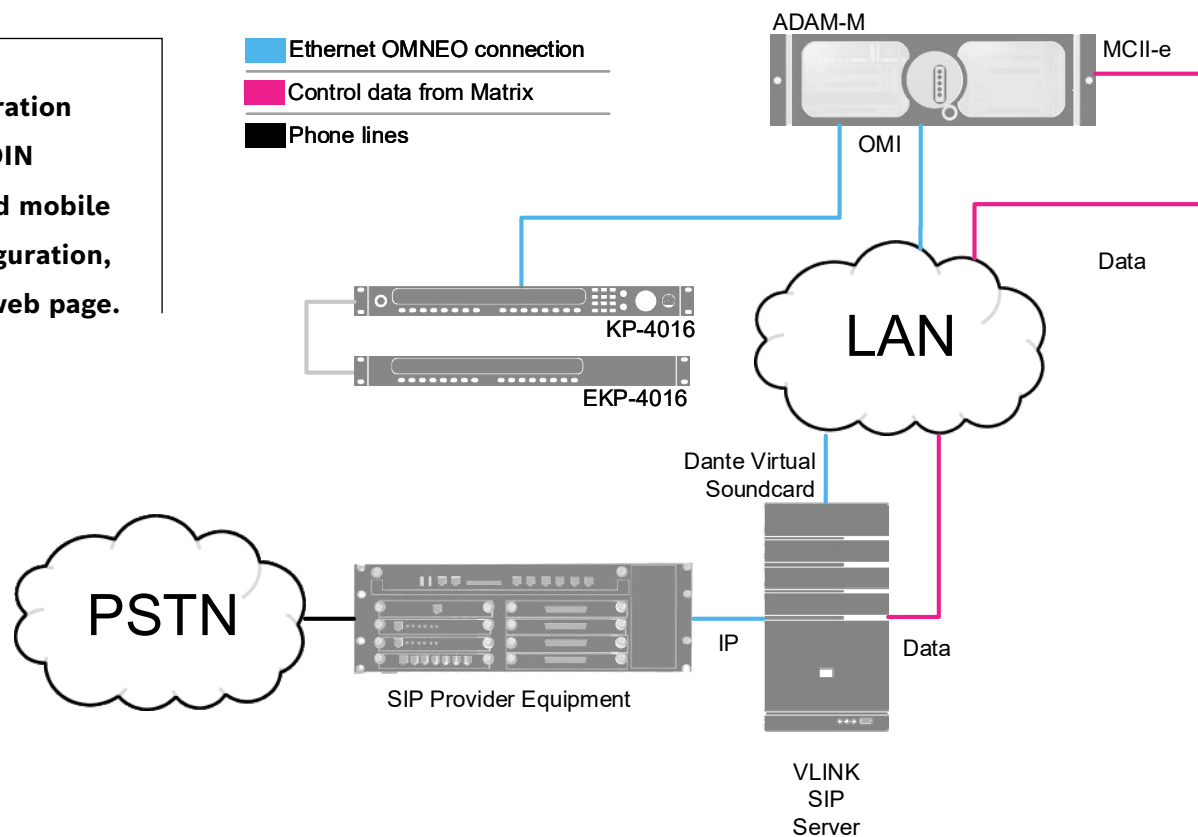 ration
DIN
d mobile
guration,
web page.
Ethernet OMNEO connection
Control data from Matrix
Phone lines
ADAM-M
MCII-e
OMI
Data
KP-4016
EKP-4016
LAN
Dante Virtual
Soundcard
PSTN
IP
Data
SIP Provider Equipment
VLINK
SIP
Server